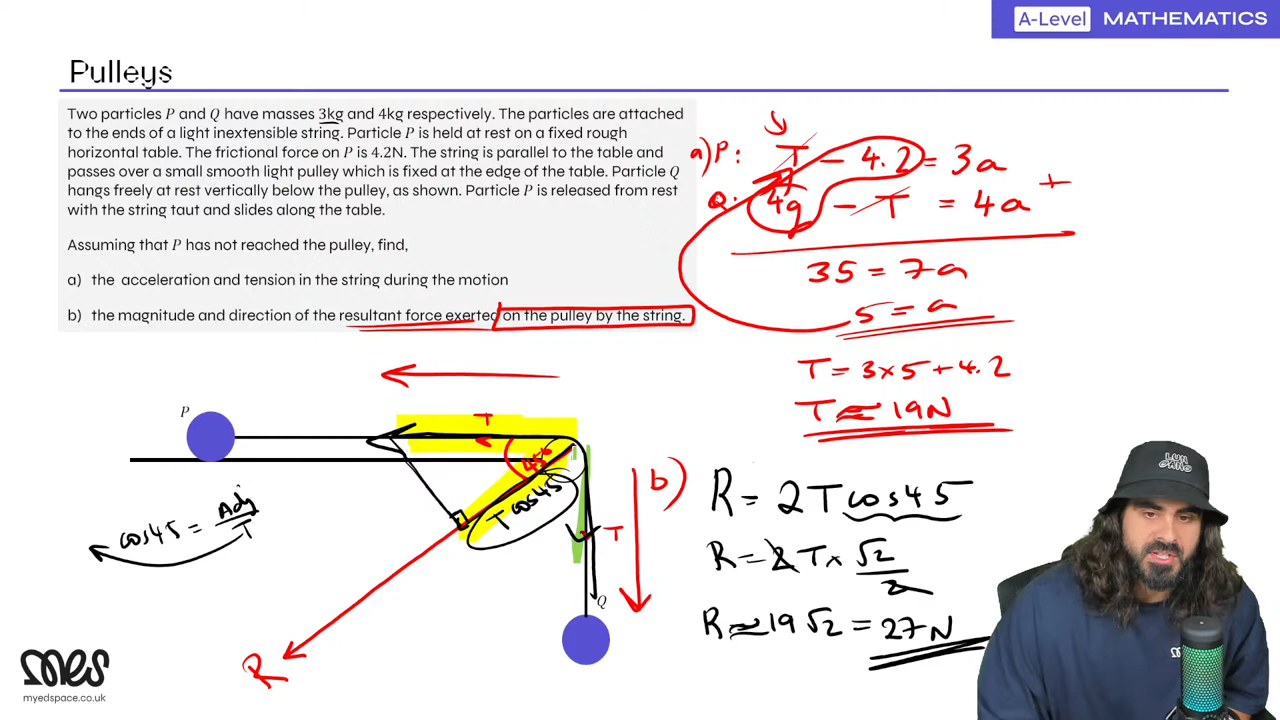 A-Level MATHEMATICS
Pulleys
Two particles P and Q have masses 3kg and 4kg respectively. The particles are attached
to the ends of a light inextensible string. Particle P is held at rest on a fixed rough
horizontal table. The frictional force on P is 4.2N. The string is parallel to the table and
passes over a small smooth light pulley which is fixed at the edge of the table. Particle Q
hangs freely at rest vertically below the pulley, as shown. Particle P is released from rest
with the string taut and slides along the table.
Assuming that P has not reached the pulley, find,
a) the acceleration and tension in the string during the motion
b) the magnitude and direction of the resultant force exerted on the pulley by the string.
a) P: T - 4.2 = 3a
Q: 4g - T = 4a +
35 = 7a
5 = a
T = 3×5 + 4.2
T ≈ 19N
P
T
45°
T cos45
T
Q
R
cos45 = Adj/T
b) R = 2Tcos45
R = 2T × √2/2
R ≈ 19√2 = 27N
LUN GANG
mes
myedspace.co.uk